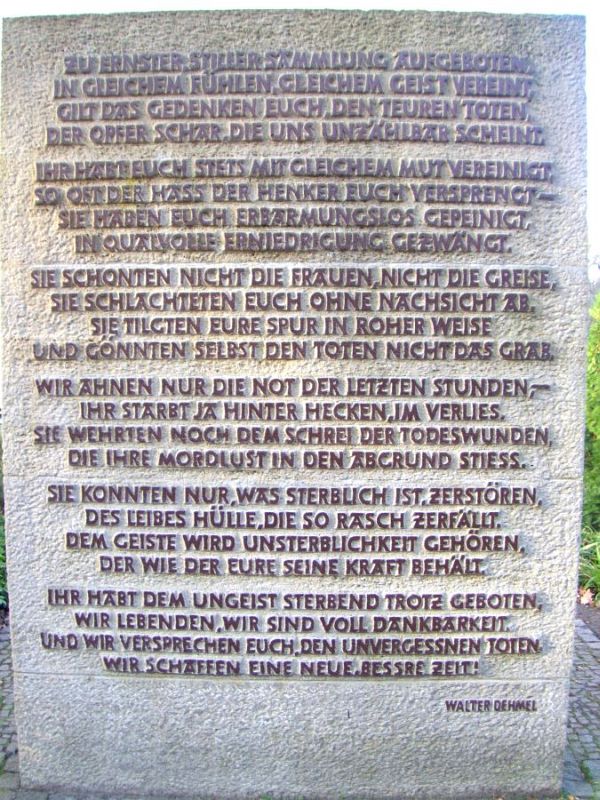 ZU ERNSTER STILLER SAMMLUNG AUFGEBOTEN,
IN GLEICHEM FÜHLEN, GLEICHEM GEIST VEREINT,
GILT DAS GEDENKEN EUCH, DEN TEUREN TOTEN,
DER OPFER SCHAR, DIE UNS UNZÄHLBAR SCHEINT.
IHR HABT EUCH STETS MIT GLEICHEM MUT VEREINIGT,
SO OFT DER HASS DER HENKER EUCH VERSPRENGT —
SIE HABEN EUCH ERBARMUNGSLOS GEPEINIGT,
IN QUALVOLLE ERNIEDRIGUNG GEZWÄNGT.
SIE SCHONTEN NICHT DIE FRAUEN, NICHT DIE GREISE,
SIE SCHLACHTETEN EUCH OHNE NACHSICHT AB,
SIE TILGTEN EURE SPUR IN ROHER WEISE
UND GÖNNTEN SELBST DEN TOTEN NICHT DAS GRAB.
WIR AHNEN NUR DIE NOT DER LETZTEN STUNDEN,—
IHR STARBT JA HINTER HECKEN, IM VERLIES.
SIE WEHRTEN NOCH DEM SCHREI DER TODESWUNDEN,
DIE IHRE MORDLUST IN DEN ABGRUND STIESS.
SIE KONNTEN NUR, WAS STERBLICH IST, ZERSTÖREN,
DES LEIBES HÜLLE, DIE SO RASCH ZERFÄLLT.
DEM GEISTE WIRD UNSTERBLICHKEIT GEHÖREN,
DER WIE DER EURE SEINE KRAFT BEHÄLT.
IHR HABT DEM UNGEIST STERBEND TROTZ GEBOTEN,
WIR LEBENDEN, WIR SIND VOLL DANKBARKEIT.
UND WIR VERSPRECHEN EUCH, DEN UNVERGESSNEN TOTEN:
WIR SCHAFFEN EINE NEUE, BESSRE ZEIT!
WALTER DEHMEL